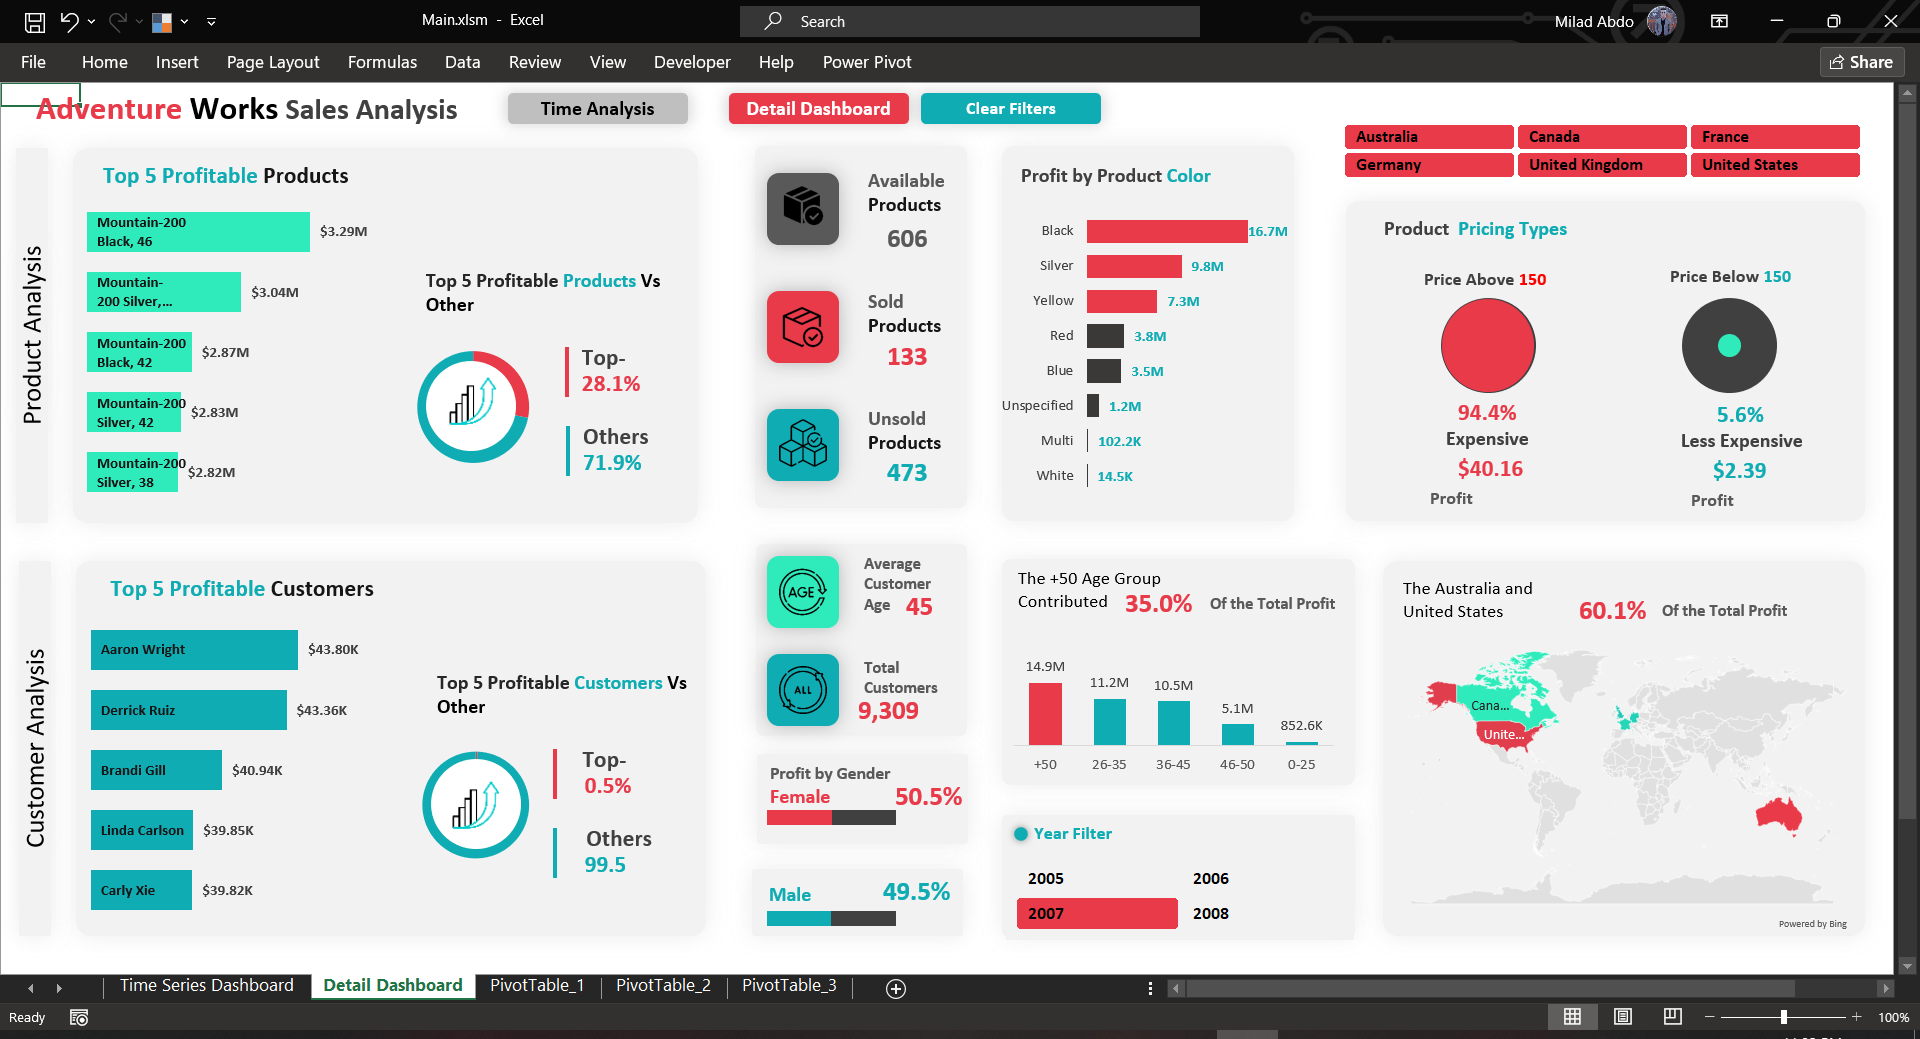 Main.xlsm - Excel
Search
Milad Abdo
File Home Insert Page Layout Formulas Data Review View Developer Help Power Pivot
Share
Adventure Works Sales Analysis
Time Analysis
Detail Dashboard
Clear Filters
Australia Canada France
Germany United Kingdom United States
Product Analysis
Top 5 Profitable Products
Mountain-200
Black, 46
$3.29M
Mountain-
200 Silver,...
$3.04M
Mountain-200
Black, 42
$2.87M
Mountain-200
Silver, 42
$2.83M
Mountain-200
Silver, 38
$2.82M
Top 5 Profitable Products Vs
Other
Top-
28.1%
Others
71.9%
Available
Products
606
Sold
Products
133
Unsold
Products
473
Profit by Product Color
Black 16.7M
Silver 9.8M
Yellow 7.3M
Red 3.8M
Blue 3.5M
Unspecified 1.2M
Multi 102.2K
White 14.5K
Product Pricing Types
Price Above 150
94.4%
Expensive
$40.16
Profit
Price Below 150
5.6%
Less Expensive
$2.39
Profit
Customer Analysis
Top 5 Profitable Customers
Aaron Wright $43.80K
Derrick Ruiz $43.36K
Brandi Gill $40.94K
Linda Carlson $39.85K
Carly Xie $39.82K
Top 5 Profitable Customers Vs
Other
Top-
0.5%
Others
99.5
AGE
Average
Customer
Age 45
ALL
Total
Customers
9,309
Profit by Gender
Female 50.5%
Male 49.5%
The +50 Age Group
Contributed 35.0% Of the Total Profit
14.9M 11.2M 10.5M 5.1M 852.6K
+50 26-35 36-45 46-50 0-25
Year Filter
2005 2006
2007 2008
The Australia and
United States 60.1% Of the Total Profit
Cana...
Unite...
Powered by Bing
Time Series Dashboard Detail Dashboard PivotTable_1 PivotTable_2 PivotTable_3
Ready
100%